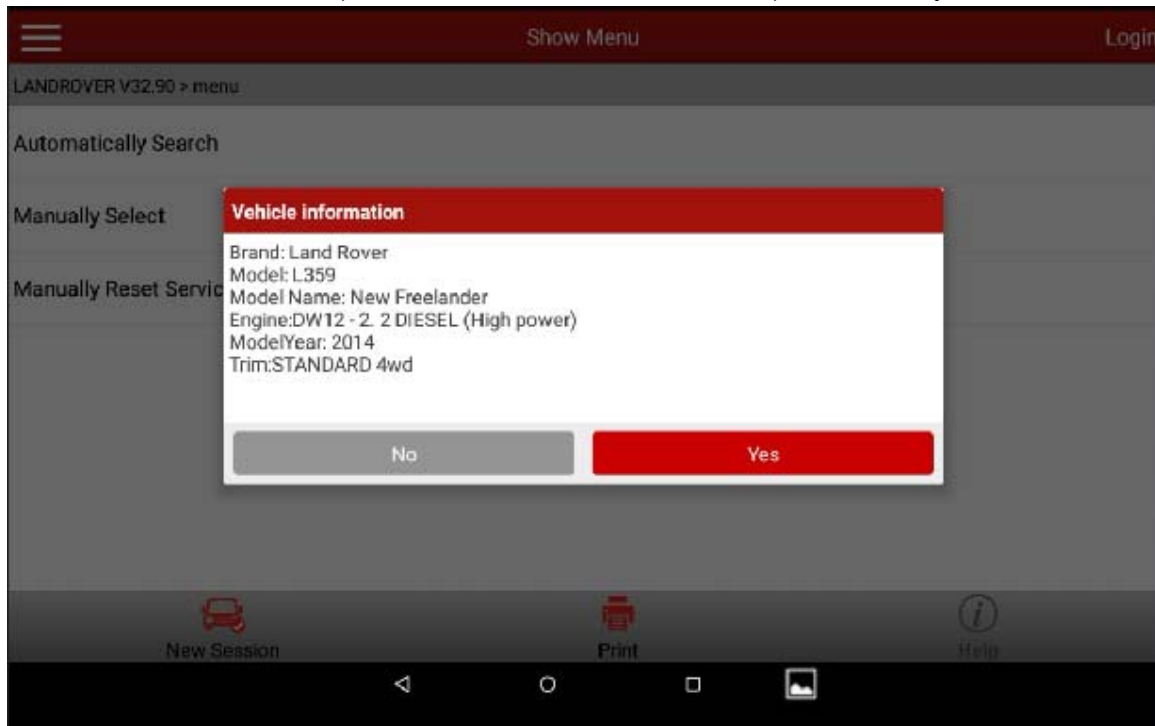 Show Menu
Login
LANDROVER V32.90 > menu
Automatically Search
Manually Select
Manually Reset Servic
Vehicle information
Brand: Land Rover
Model: L359
Model Name: New Freelander
Engine:DW12 - 2. 2 DIESEL (High power)
ModelYear: 2014
Trim:STANDARD 4wd
No
Yes
New Session
Print
Help